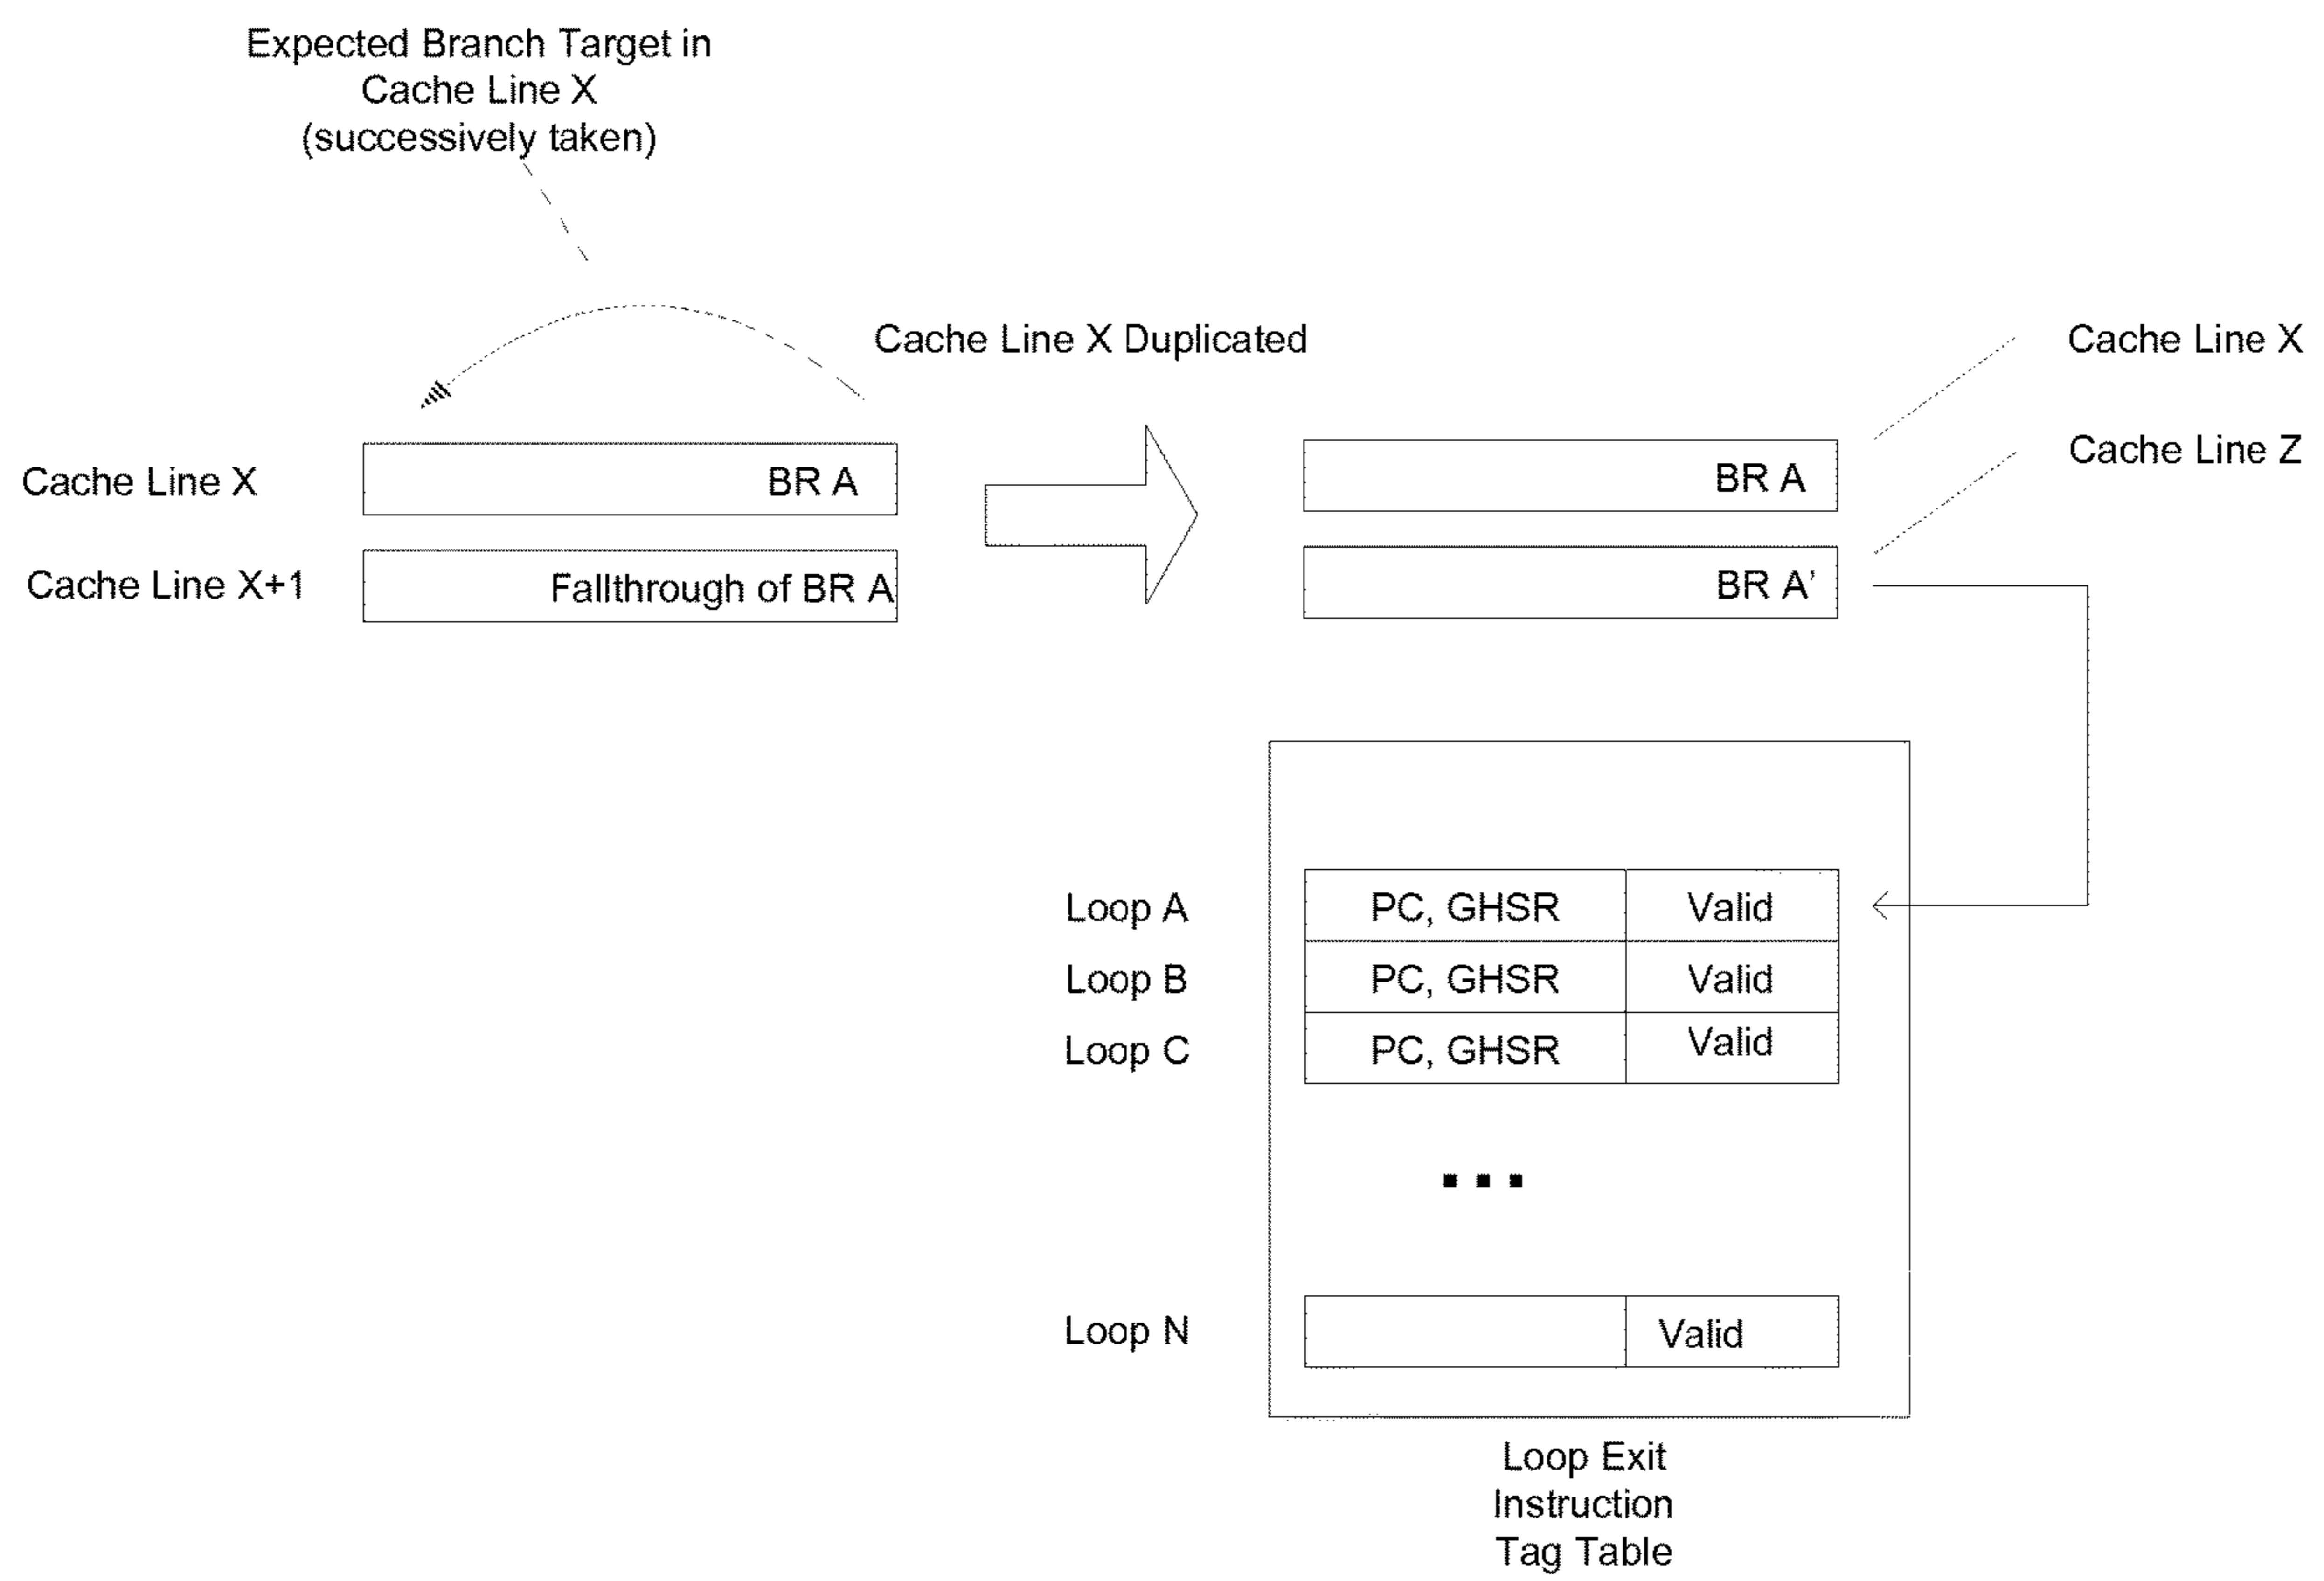 Expected Branch Target in
Cache Line X
(successively taken)
Cache Line X Duplicated
Cache Line X
Cache Line Z
Cache Line X
BR A
BR A
Cache Line X+1
Fallthrough of BR A
BR A'
Loop A
PC, GHSR
Valid
Loop B
PC, GHSR
Valid
Loop C
PC, GHSR
Valid
...
Loop N
Valid
Loop Exit
Instruction
Tag Table